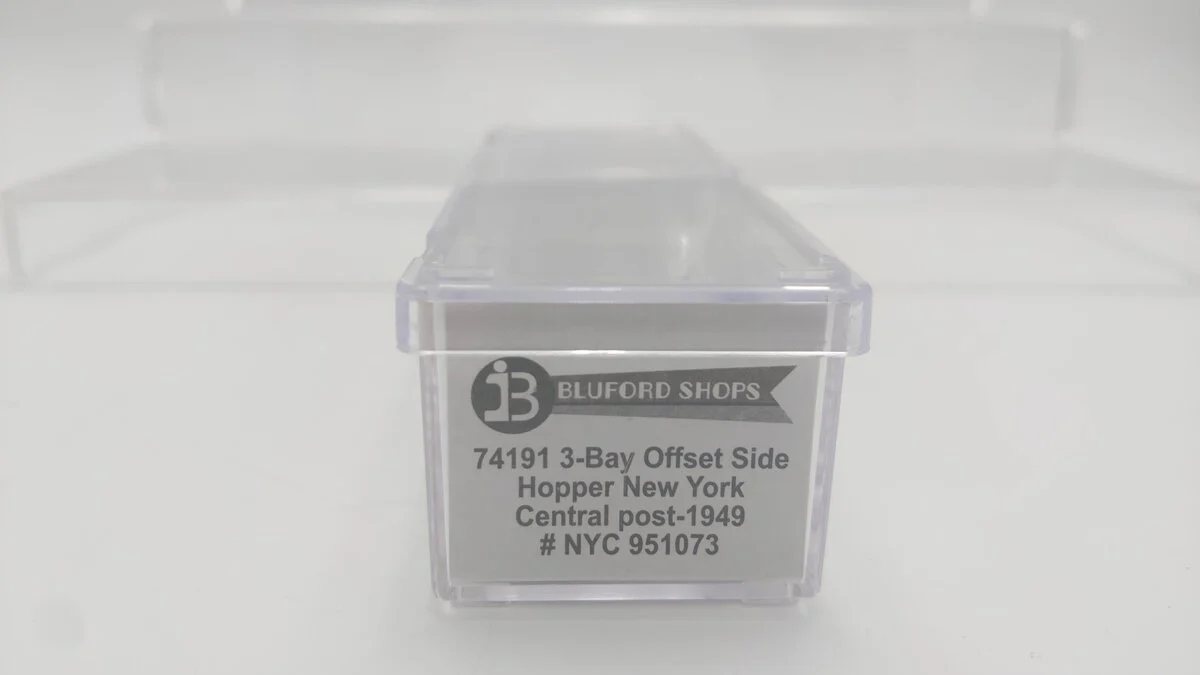 B BLUFORD SHOPS
74191 3-Bay Offset Side
Hopper New York
Central post-1949
# NYC 951073